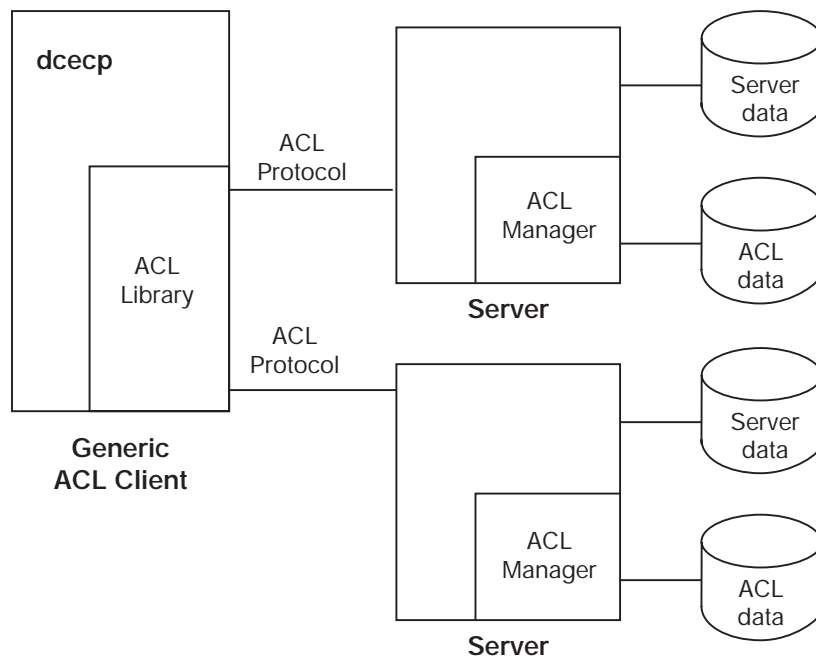 dcecp
ACL
Library
Generic
ACL Client
ACL
Protocol
ACL
Manager
Server
Server
data
ACL
data
ACL
Protocol
ACL
Manager
Server
Server
data
ACL
data